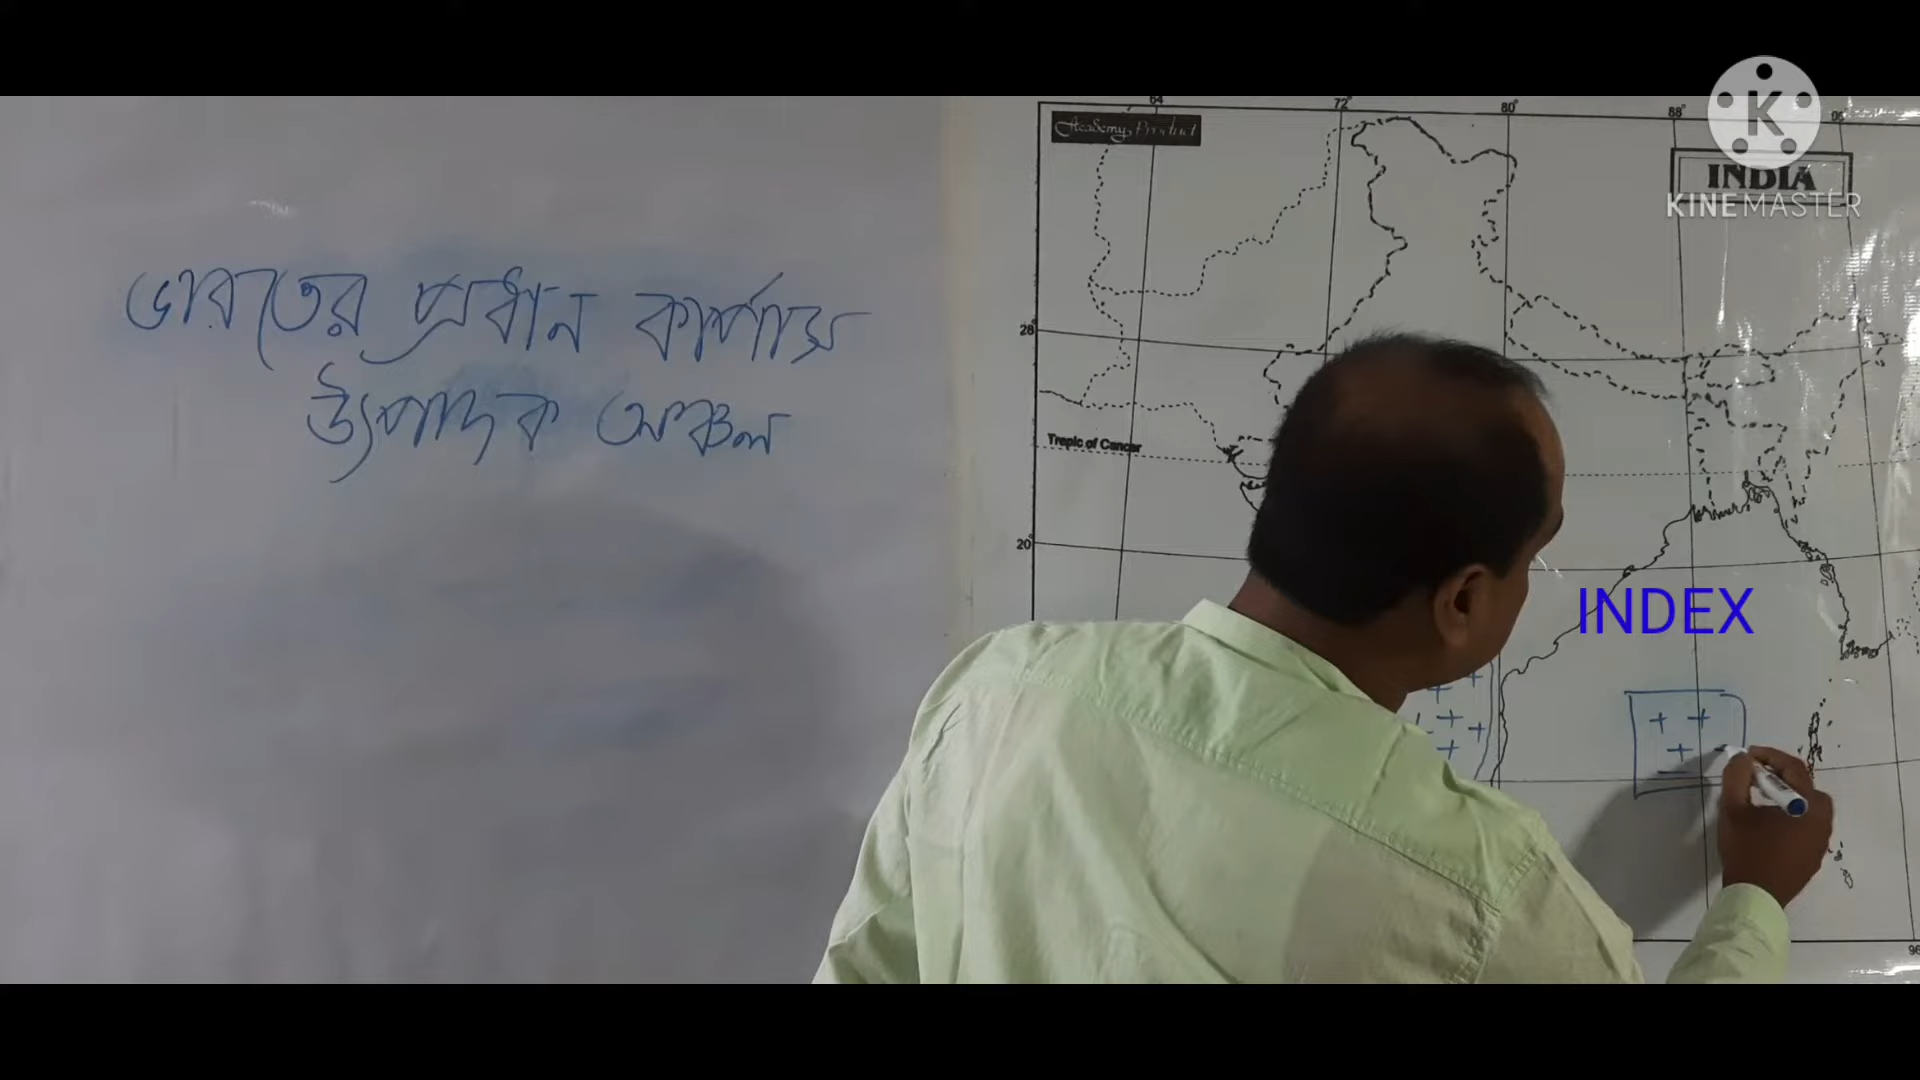 ভারতের প্রধান কার্পাস
উৎপাদক অঞ্চল
64°
72°
80°
88°
Academy Product
INDIA
KINEMASTER
28°
Tropic of Cancer
20°
INDEX
96